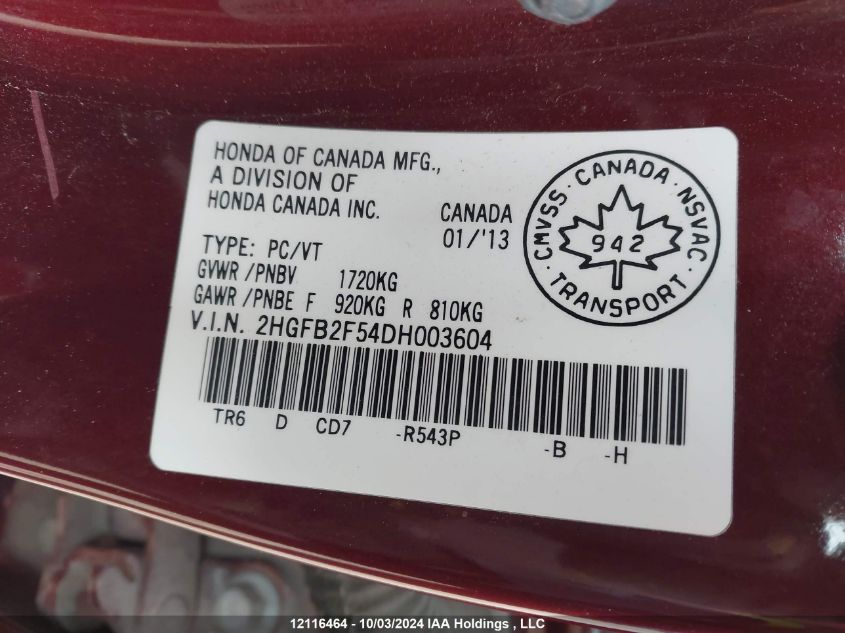 HONDA OF CANADA MFG.,
A DIVISION OF
HONDA CANADA INC.
CANADA
01/'13
TYPE: PC/VT
GVWR /PNBV 1720KG
GAWR /PNBE F 920KG R 810KG
V.I.N. 2HGFB2F54DH003604
TR6 D CD7 -R543P -B -H
CMVSS · CANADA · NSVAC
942
· TRANSPORT ·
12116464 - 10/03/2024 IAA Holdings , LLC